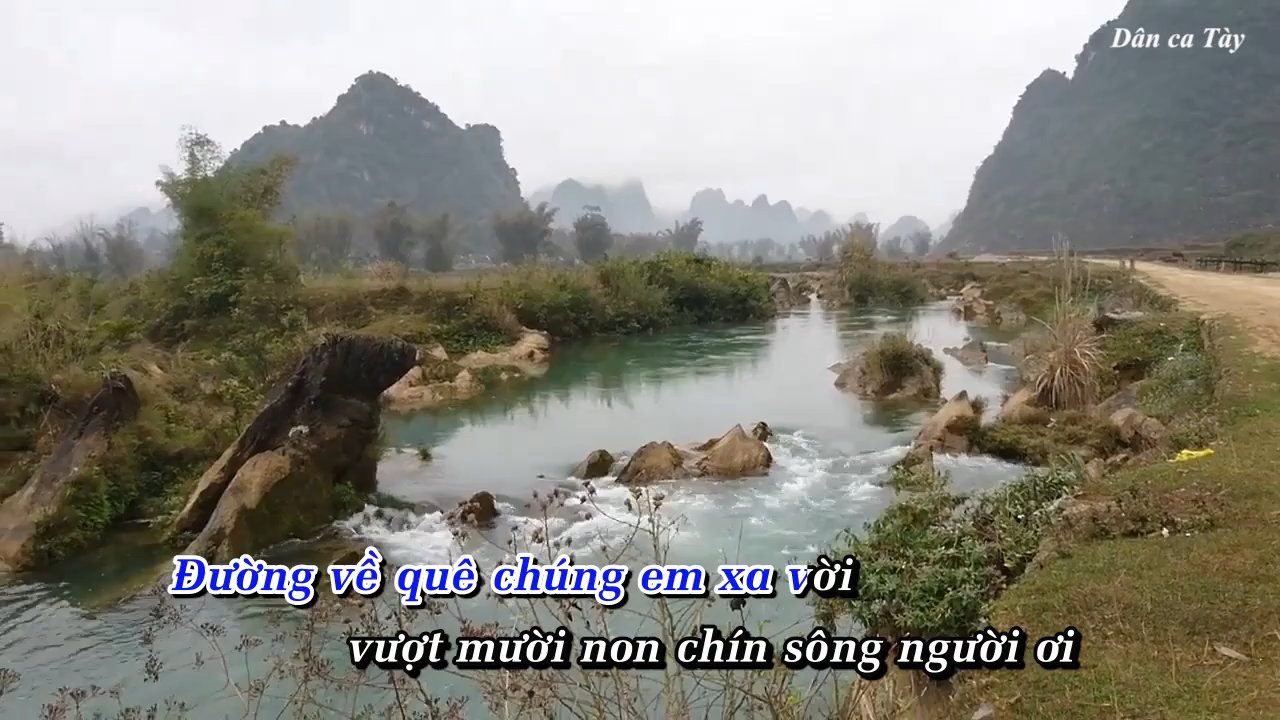 Dân ca Tày
Đường về quê chúng em xa vời
vượt mười non chín sông người ơi